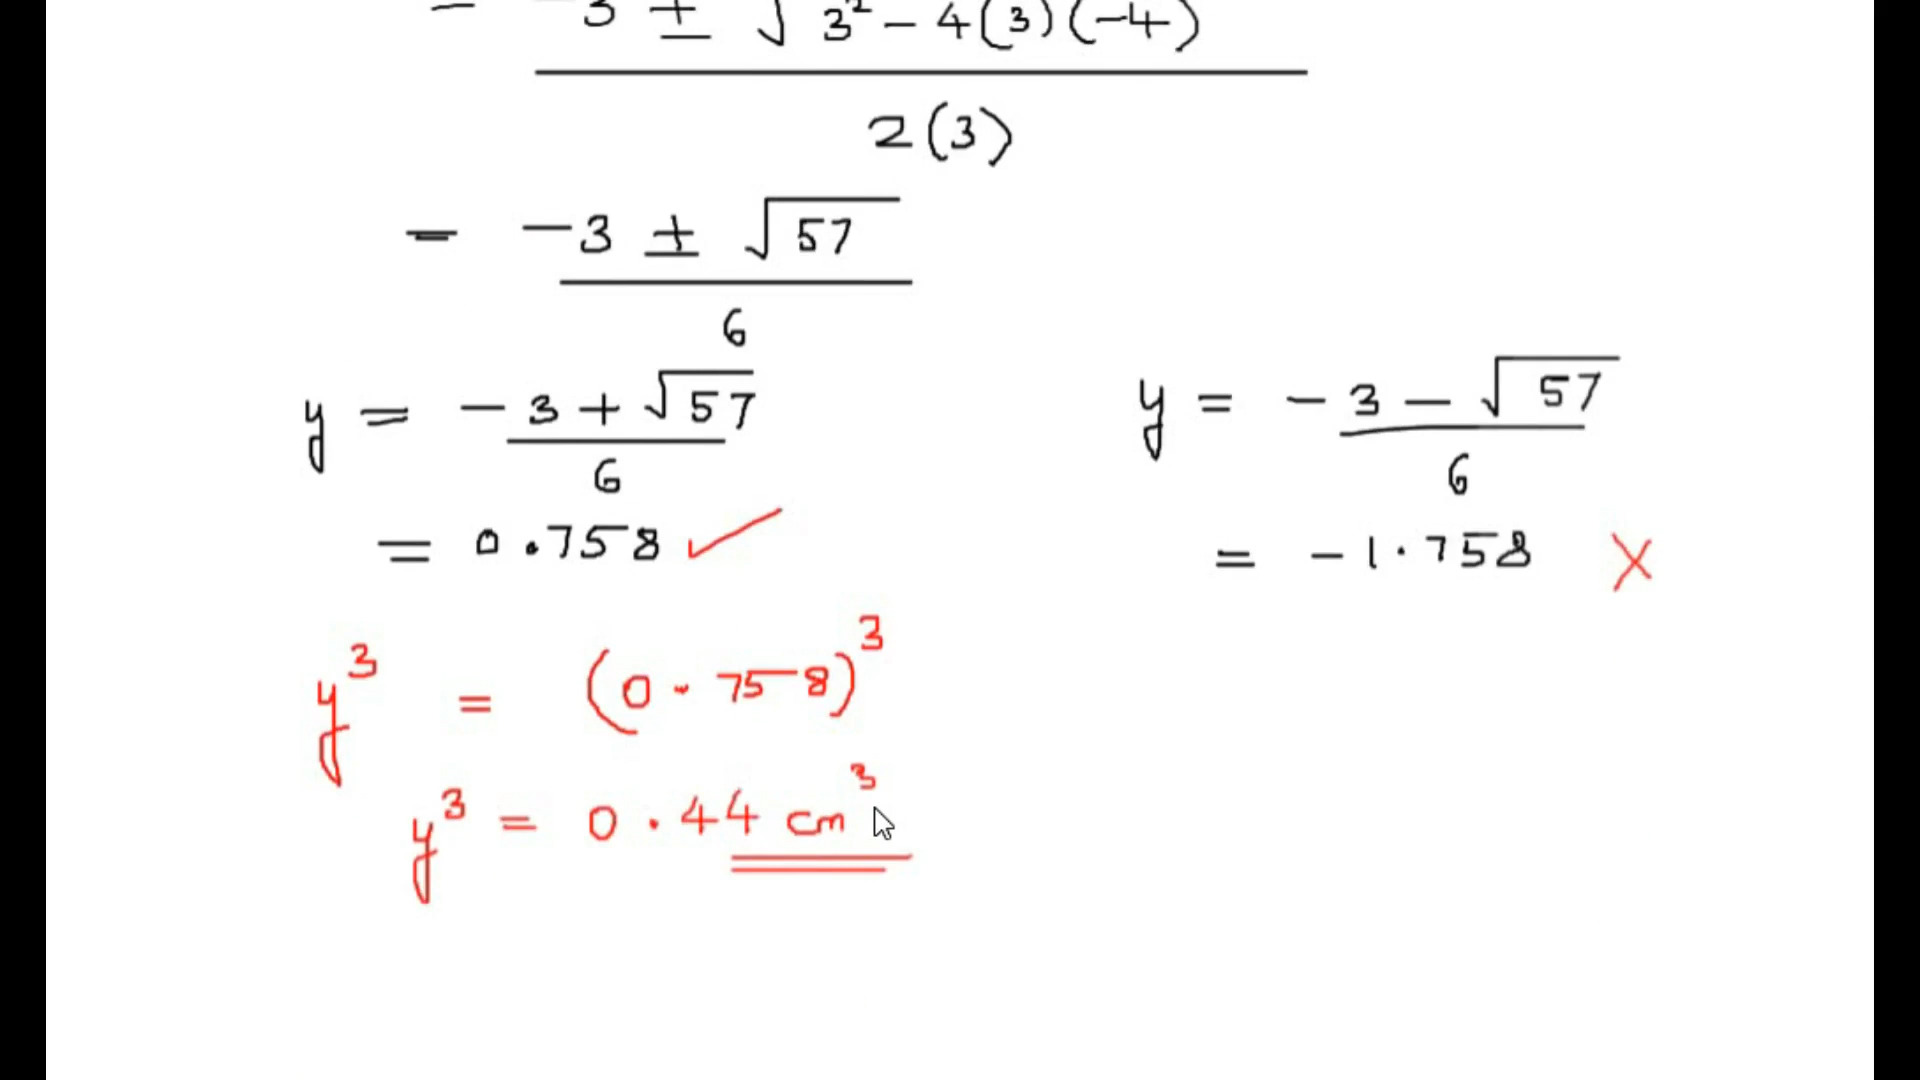 = -3 ± √ 3² - 4(3)(-4)
2(3)
= -3 ± √57
6
y = -3 + √57
6
= 0.758 ✓
y = -3 - √57
6
= -1.758 X
y³ = (0.758)³
y³ = 0.44 cm³